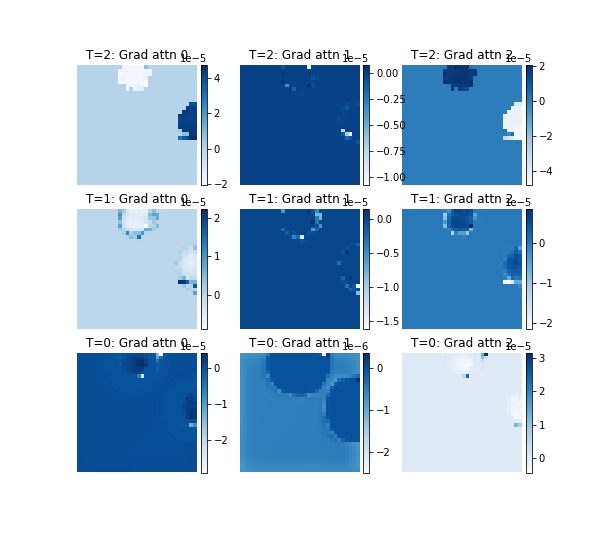 T=2: Grad attn 0
1e−5
4
2
0
−2
T=2: Grad attn 1
1e−5
0.00
−0.25
−0.50
−0.75
−1.00
T=2: Grad attn 2
1e−5
2
0
−2
−4
T=1: Grad attn 0
1e−5
2
1
0
T=1: Grad attn 1
1e−5
0.0
−0.5
−1.0
−1.5
T=1: Grad attn 2
1e−5
0
−1
−2
T=0: Grad attn 0
1e−5
0
−1
−2
T=0: Grad attn 1
1e−6
0
−1
−2
T=0: Grad attn 2
1e−5
3
2
1
0